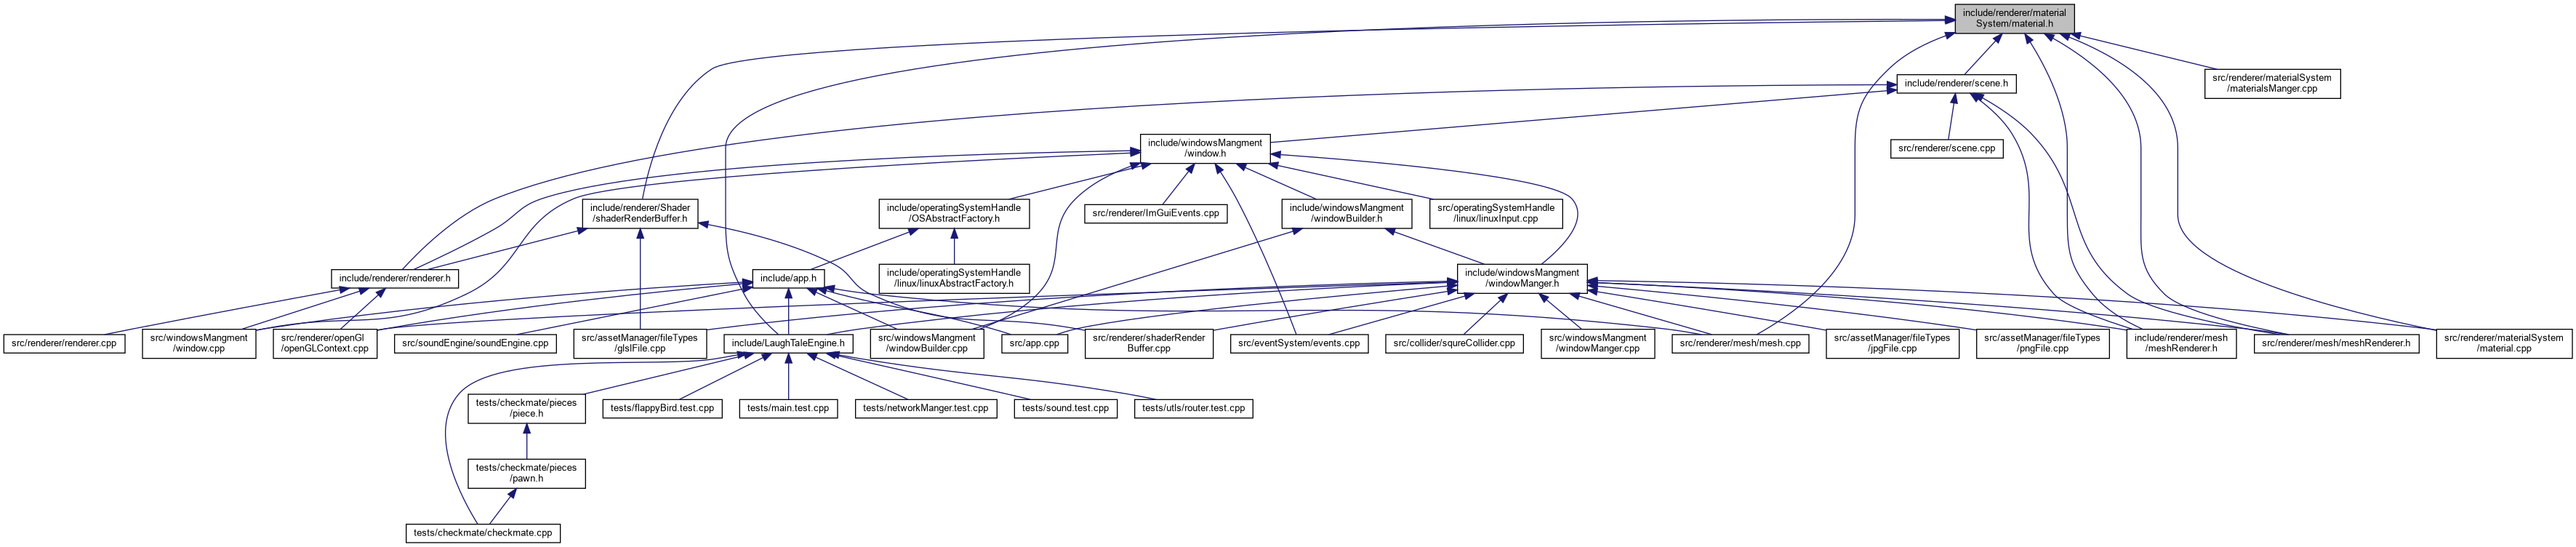 include/renderer/material
System/material.h
src/renderer/materialSystem
/materialsManger.cpp
include/renderer/scene.h
include/windowsMangment
/window.h
src/renderer/scene.cpp
include/renderer/Shader
/shaderRenderBuffer.h
include/operatingSystemHandle
/OSAbstractFactory.h
src/renderer/ImGuiEvents.cpp
include/windowsMangment
/windowBuilder.h
src/operatingSystemHandle
/linux/linuxInput.cpp
include/renderer/renderer.h
include/app.h
include/operatingSystemHandle
/linux/linuxAbstractFactory.h
include/windowsMangment
/windowManger.h
src/renderer/renderer.cpp
src/windowsMangment
/window.cpp
src/renderer/openGl
/openGLContext.cpp
src/soundEngine/soundEngine.cpp
src/assetManager/fileTypes
/glslFile.cpp
include/LaughTaleEngine.h
src/windowsMangment
/windowBuilder.cpp
src/app.cpp
src/renderer/shaderRender
Buffer.cpp
src/eventSystem/events.cpp
src/collider/squreCollider.cpp
src/windowsMangment
/windowManger.cpp
src/renderer/mesh/mesh.cpp
src/assetManager/fileTypes
/jpgFile.cpp
src/assetManager/fileTypes
/pngFile.cpp
include/renderer/mesh
/meshRenderer.h
src/renderer/mesh/meshRenderer.h
src/renderer/materialSystem
/material.cpp
tests/checkmate/pieces
/piece.h
tests/flappyBird.test.cpp
tests/main.test.cpp
tests/networkManger.test.cpp
tests/sound.test.cpp
tests/utls/router.test.cpp
tests/checkmate/pieces
/pawn.h
tests/checkmate/checkmate.cpp